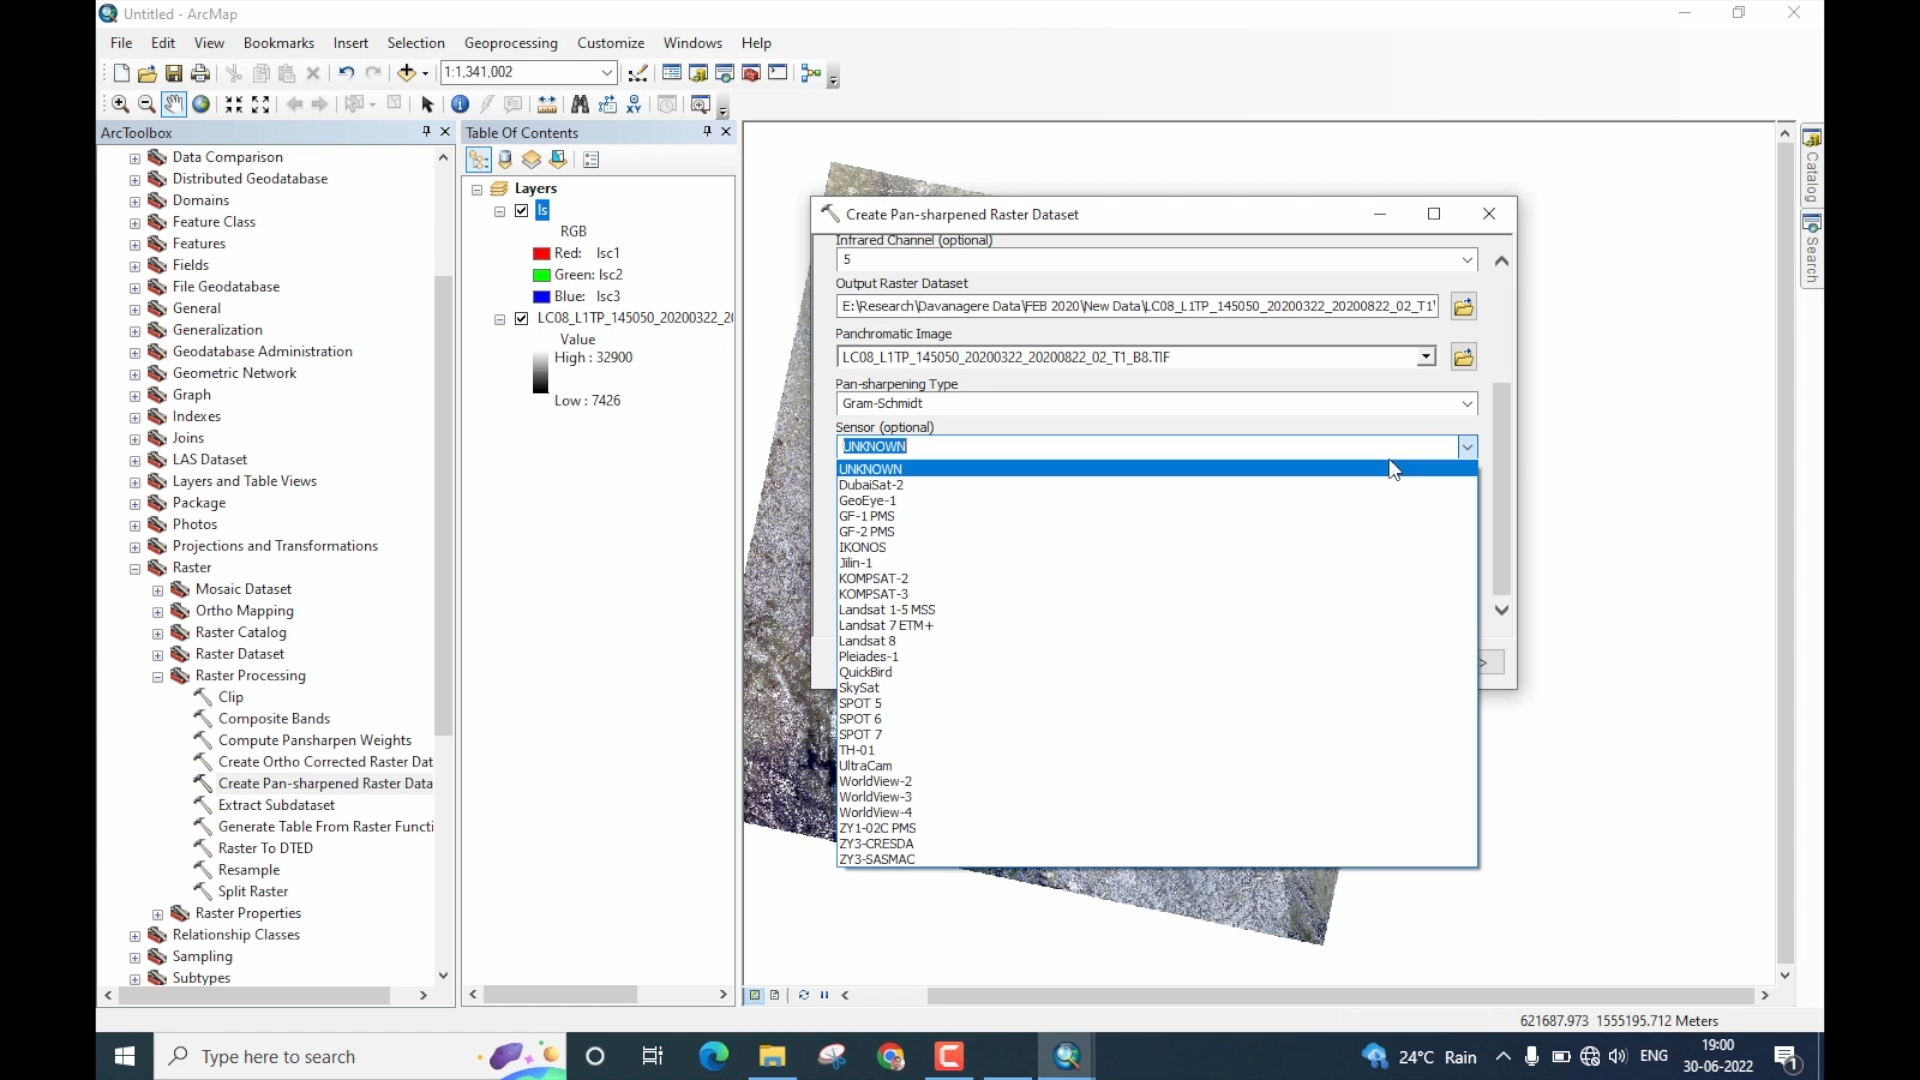 Untitled - ArcMap
File Edit View Bookmarks Insert Selection Geoprocessing Customize Windows Help
1:1,341,002
ArcToolbox
Data Comparison
Distributed Geodatabase
Domains
Feature Class
Features
Fields
File Geodatabase
General
Generalization
Geodatabase Administration
Geometric Network
Graph
Indexes
Joins
LAS Dataset
Layers and Table Views
Package
Photos
Projections and Transformations
Raster
Mosaic Dataset
Ortho Mapping
Raster Catalog
Raster Dataset
Raster Processing
Clip
Composite Bands
Compute Pansharpen Weights
Create Ortho Corrected Raster Dat
Create Pan-sharpened Raster Data
Extract Subdataset
Generate Table From Raster Functi
Raster To DTED
Resample
Split Raster
Raster Properties
Relationship Classes
Sampling
Subtypes
Table Of Contents
Layers
ls
RGB
Red: lsc1
Green: lsc2
Blue: lsc3
LC08_L1TP_145050_20200322_20
Value
High : 32900
Low : 7426
Create Pan-sharpened Raster Dataset
Infrared Channel (optional)
5
Output Raster Dataset
E:\Research\Davanagere Data\FEB 2020\New Data\LC08_L1TP_145050_20200322_20200822_02_T1\
Panchromatic Image
LC08_L1TP_145050_20200322_20200822_02_T1_B8.TIF
Pan-sharpening Type
Gram-Schmidt
Sensor (optional)
UNKNOWN
UNKNOWN
DubaiSat-2
GeoEye-1
GF-1 PMS
GF-2 PMS
IKONOS
Jilin-1
KOMPSAT-2
KOMPSAT-3
Landsat 1-5 MSS
Landsat 7 ETM+
Landsat 8
Pleiades-1
QuickBird
SkySat
SPOT 5
SPOT 6
SPOT 7
TH-01
UltraCam
WorldView-2
WorldView-3
WorldView-4
ZY1-02C PMS
ZY3-CRESDA
ZY3-SASMAC
>
Catalog
Search
621687.973 1555195.712 Meters
Type here to search
24°C Rain
ENG
19:00
30-06-2022
1